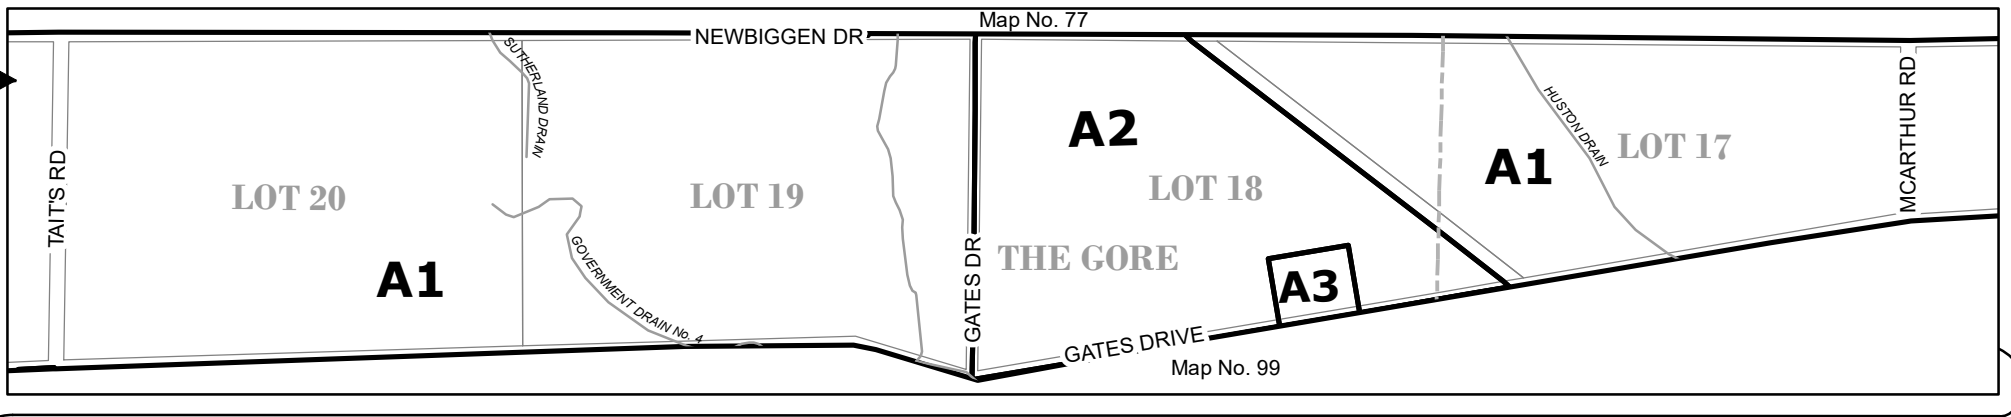 Map No. 77
NEWBIGGEN DR
SUTHERLAND DRAIN
TAIT'S RD
LOT 20
A1
LOT 19
GOVERNMENT DRAIN No. 4
GATES DR
A2
LOT 18
THE GORE
A3
GATES DRIVE
Map No. 99
A1
HUSTON DRAIN
LOT 17
MCARTHUR RD